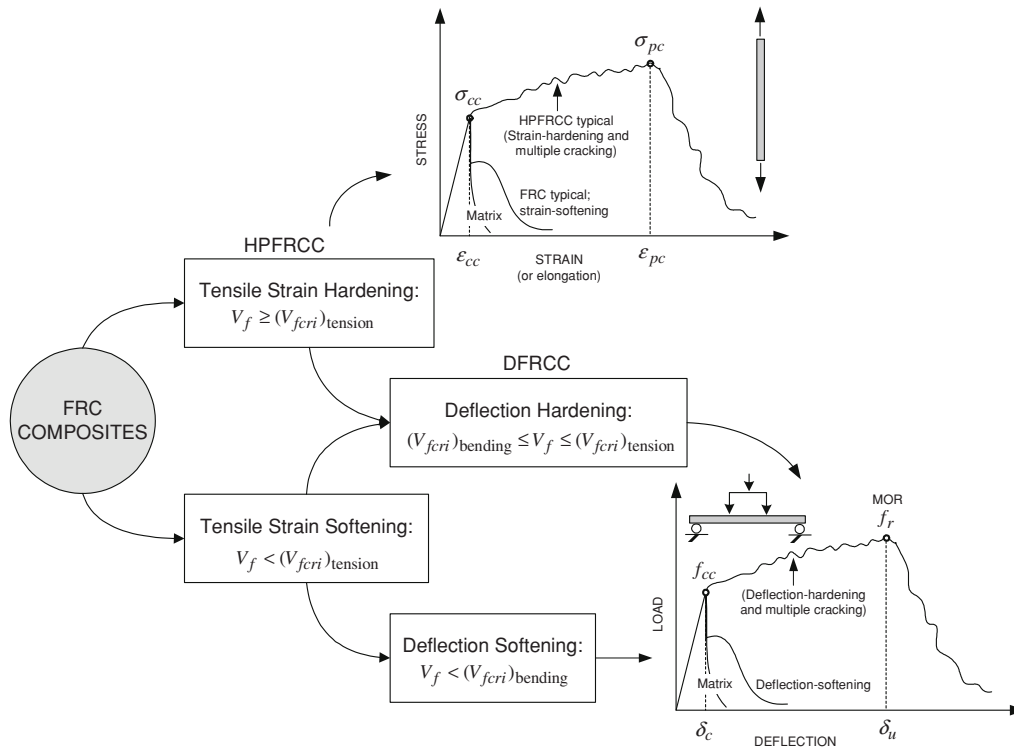 σ_pc
σ_cc
HPFRCC typical
(Strain-hardening and
multiple cracking)
STRESS
FRC typical;
strain-softening
Matrix
ε_cc
STRAIN
(or elongation)
ε_pc
HPFRCC
Tensile Strain Hardening:
V_f ≥ (V_fcri)_tension
FRC
COMPOSITES
DFRCC
Deflection Hardening:
(V_fcri)_bending ≤ V_f ≤ (V_fcri)_tension
Tensile Strain Softening:
V_f < (V_fcri)_tension
Deflection Softening:
V_f < (V_fcri)_bending
MOR
f_r
f_cc
(Deflection-hardening
and multiple cracking)
LOAD
Matrix
Deflection-softening
δ_c
DEFLECTION
δ_u